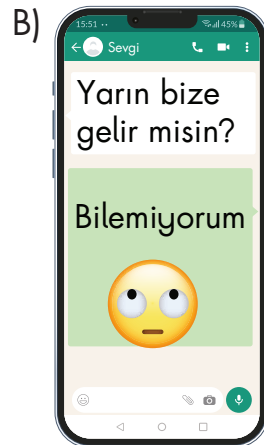 B)
15:51 ··
45%
Sevgi
Yarın bize
gelir misin?
Bilemiyorum